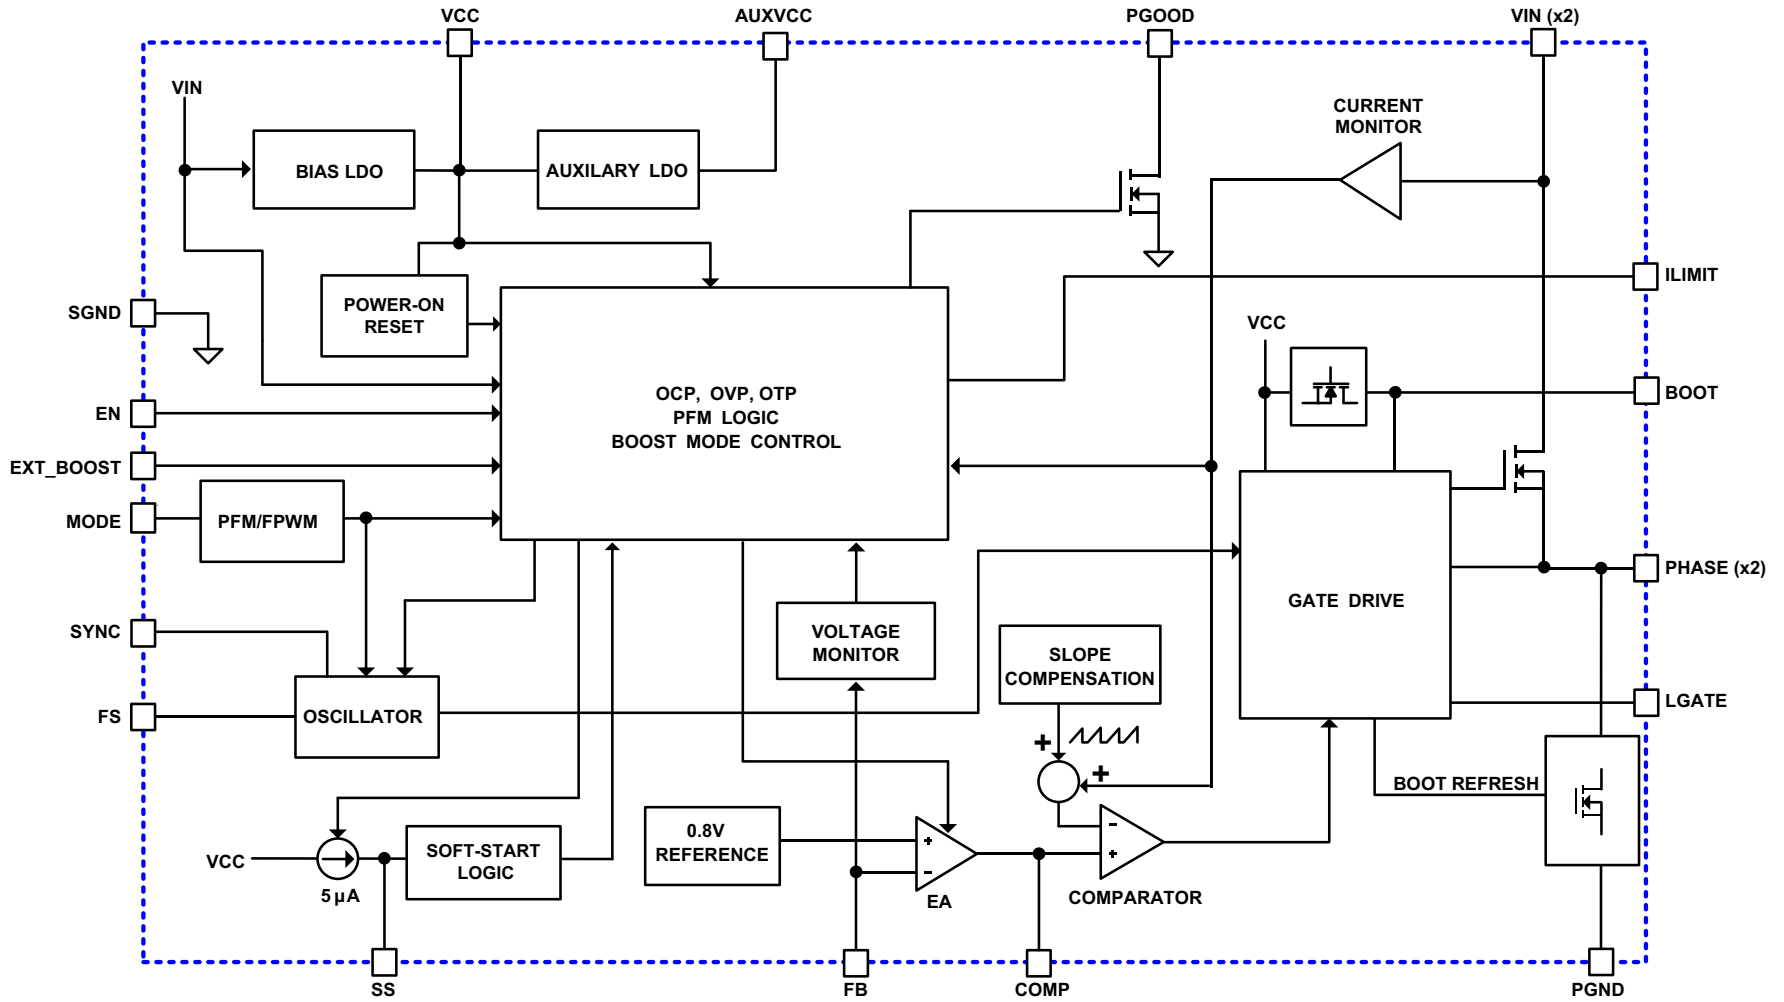 VCC
AUXVCC
PGOOD
VIN (x2)
VIN
CURRENT
MONITOR
BIAS LDO
AUXILARY LDO
SGND
POWER-ON
RESET
ILIMIT
VCC
BOOT
EN
OCP, OVP, OTP
PFM LOGIC
BOOST MODE CONTROL
EXT_BOOST
MODE
PFM/FPWM
PHASE (x2)
GATE DRIVE
SYNC
VOLTAGE
MONITOR
SLOPE
COMPENSATION
FS
OSCILLATOR
LGATE
+
+
BOOT REFRESH
0.8V
REFERENCE
+
-
EA
-
+
COMPARATOR
VCC
5 µA
SOFT-START
LOGIC
SS
FB
COMP
PGND